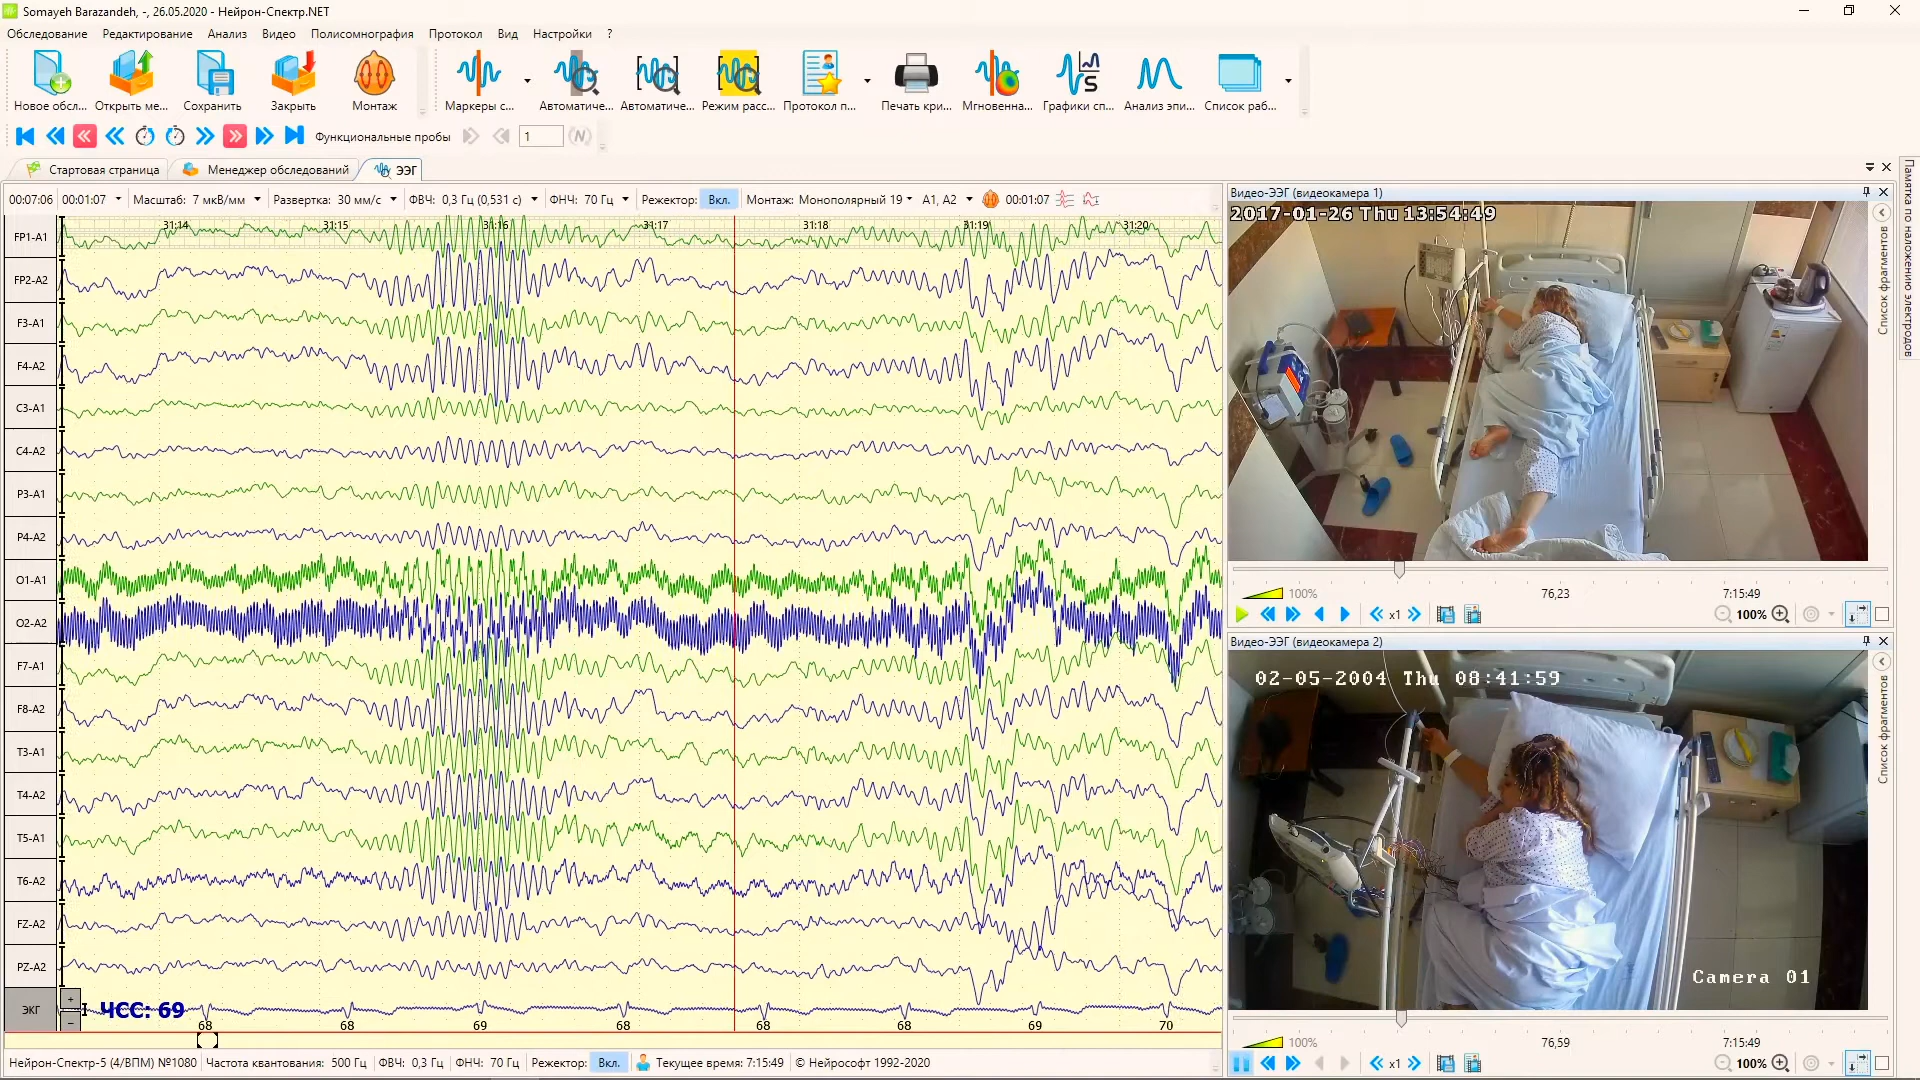 Somayeh Barazandeh, -, 26.05.2020 - Нейрон-Спектр.NET
Обследование Редактирование Анализ Видео Полисомнография Протокол Вид Настройки ?
Новое обсл... Открыть ме... Сохранить Закрыть Монтаж Маркеры с... Автоматиче... Автоматиче... Режим расс... Протокол п... Печать кри... Мгновенна... Графики сп... Анализ эпи... Список раб...
Функциональные пробы 1 N
Стартовая страница Менеджер обследований ЭЭГ
00:07:06 00:01:07 Масштаб: 7 мкВ/мм Развертка: 30 мм/с ФВЧ: 0,3 Гц (0,531 с) ФНЧ: 70 Гц Режектор: Вкл. Монтаж: Монополярный 19 A1, A2 00:01:07
31:14 31:15 31:16 31:17 31:18 31:19 31:20
FP1-A1
FP2-A2
F3-A1
F4-A2
C3-A1
C4-A2
P3-A1
P4-A2
O1-A1
O2-A2
F7-A1
F8-A2
T3-A1
T4-A2
T5-A1
T6-A2
FZ-A2
PZ-A2
ЭКГ
ЧСС: 69
68 68 69 68 68 68 69 70
Нейрон-Спектр-5 (4/ВПМ) №1080 Частота квантования: 500 Гц ФВЧ: 0,3 Гц ФНЧ: 70 Гц Режектор: Вкл. Текущее время: 7:15:49 © Нейрософт 1992-2020
Видео-ЭЭГ (видеокамера 1)
2017-01-26 Thu 13:54:49
100% 76,23 7:15:49
x1 100%
Видео-ЭЭГ (видеокамера 2)
02-05-2004 Thu 08:41:59
Camera 01
100% 76,59 7:15:49
x1 100%
Список фрагментов
Список фрагментов
Памятка по наложению электродов